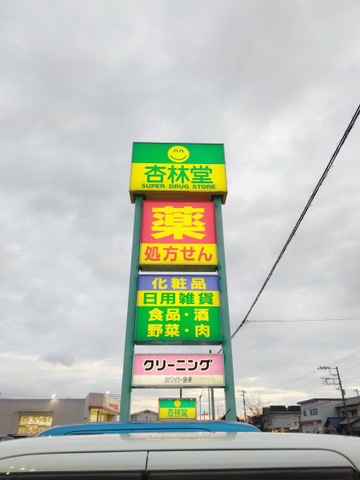 杏林堂
SUPER DRUG STORE
薬
処方せん
化粧品
日用雑貨
食品・酒
野菜・肉
クリーニング
杏林堂